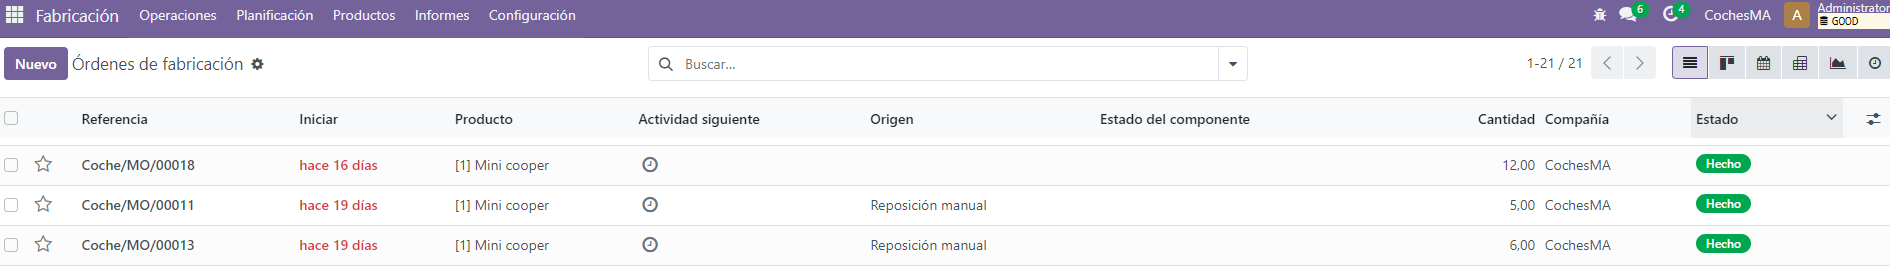 Fabricación Operaciones Planificación Productos Informes Configuración 6 4 CochesMA A Administrator
GOOD
Nuevo Órdenes de fabricación Buscar... 1-21 / 21
Referencia Iniciar Producto Actividad siguiente Origen Estado del componente Cantidad Compañía Estado
Coche/MO/00018 hace 16 días [1] Mini cooper 12,00 CochesMA Hecho
Coche/MO/00011 hace 19 días [1] Mini cooper Reposición manual 5,00 CochesMA Hecho
Coche/MO/00013 hace 19 días [1] Mini cooper Reposición manual 6,00 CochesMA Hecho